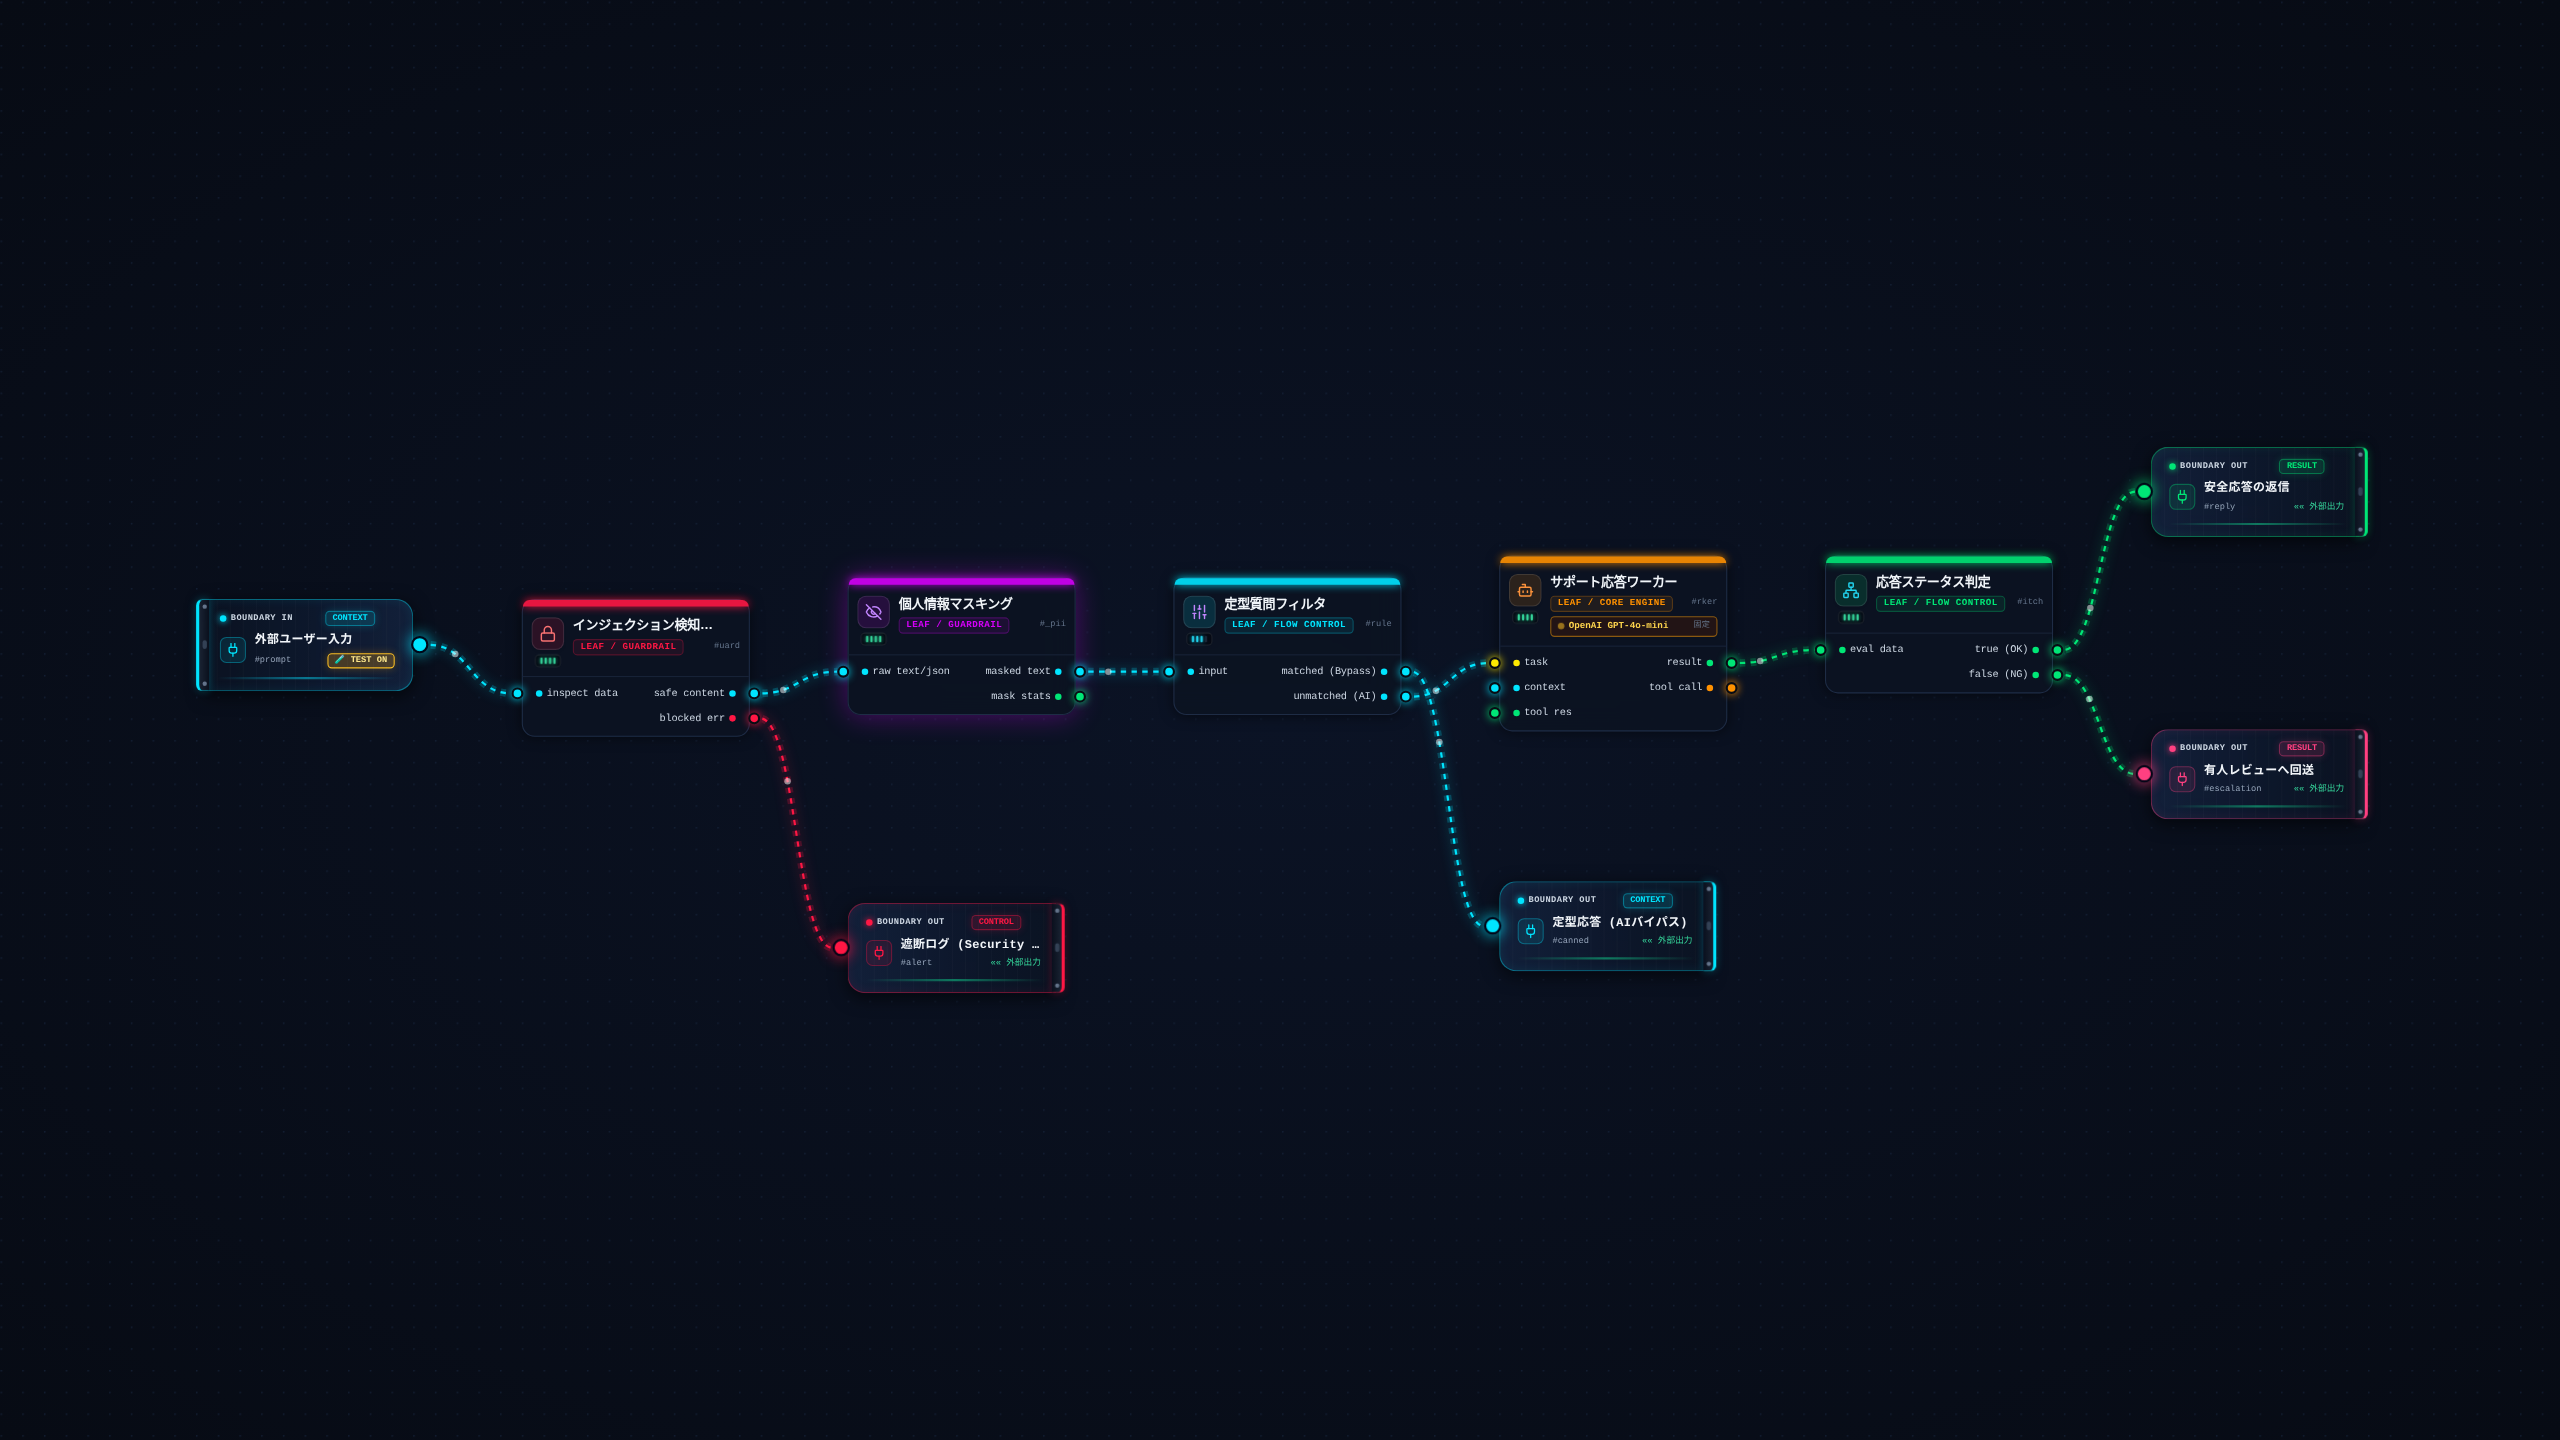 BOUNDARY IN
CONTEXT
外部ユーザー入力
#prompt
TEST ON
インジェクション検知…
LEAF / GUARDRAIL
#uard
inspect data
safe content
blocked err
個人情報マスキング
LEAF / GUARDRAIL
#_pii
raw text/json
masked text
mask stats
定型質問フィルタ
LEAF / FLOW CONTROL
#rule
input
matched (Bypass)
unmatched (AI)
サポート応答ワーカー
LEAF / CORE ENGINE
#rker
OpenAI GPT-4o-mini
固定
task
result
context
tool call
tool res
応答ステータス判定
LEAF / FLOW CONTROL
#itch
eval data
true (OK)
false (NG)
BOUNDARY OUT
RESULT
安全応答の返信
#reply
«« 外部出力
BOUNDARY OUT
RESULT
有人レビューへ回送
#escalation
«« 外部出力
BOUNDARY OUT
CONTROL
遮断ログ (Security …
#alert
«« 外部出力
BOUNDARY OUT
CONTEXT
定型応答 (AIバイパス)
#canned
«« 外部出力